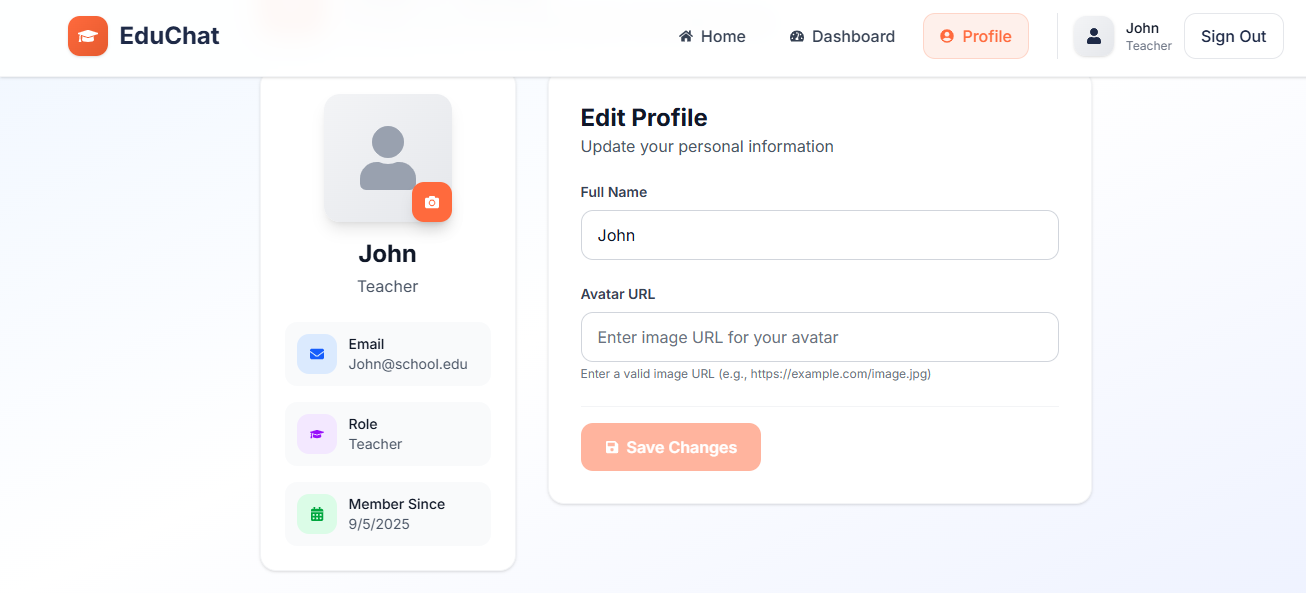 EduChat
Home
Dashboard
Profile
John
Teacher
Sign Out
John
Teacher
Email
John@school.edu
Role
Teacher
Member Since
9/5/2025
Edit Profile
Update your personal information
Full Name
John
Avatar URL
Enter image URL for your avatar
Enter a valid image URL (e.g., https://example.com/image.jpg)
Save Changes